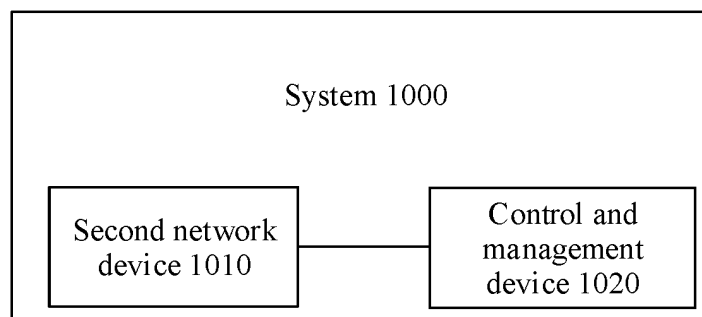 System 1000
Second network
device 1010
Control and
management
device 1020